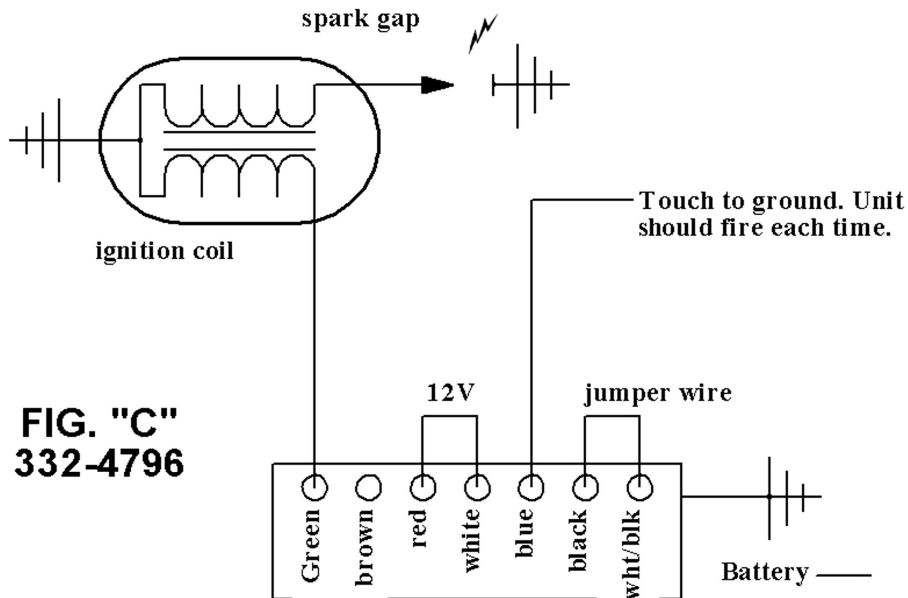 spark gap
ignition coil
Touch to ground. Unit
should fire each time.
FIG. "C"
332-4796
12V
jumper wire
Green
brown
red
white
blue
black
wht/blk
Battery